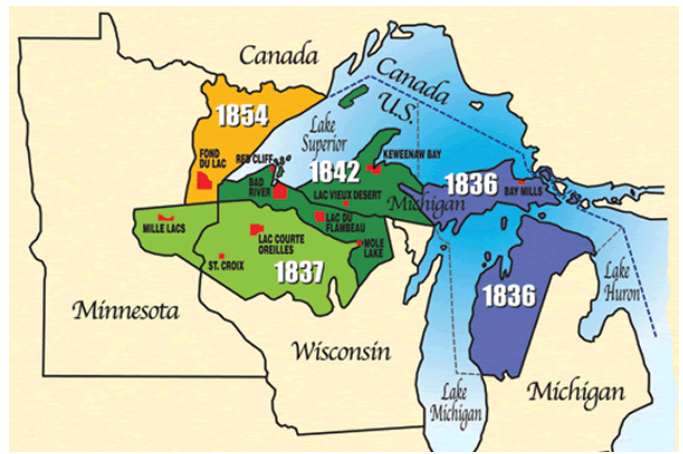 Canada
Canada
U.S.
1854
Lake
Superior
FOND
DU LAC
RED CLIFF
BAD
RIVER
1842
KEWEENAW BAY
LAC VIEUX DESERT
Michigan
1836
BAY MILLS
MILLE LACS
LAC COURTE
OREILLES
LAC DU
FLAMBEAU
MOLE
LAKE
ST. CROIX
1837
1836
Lake
Huron
Minnesota
Wisconsin
Lake
Michigan
Michigan